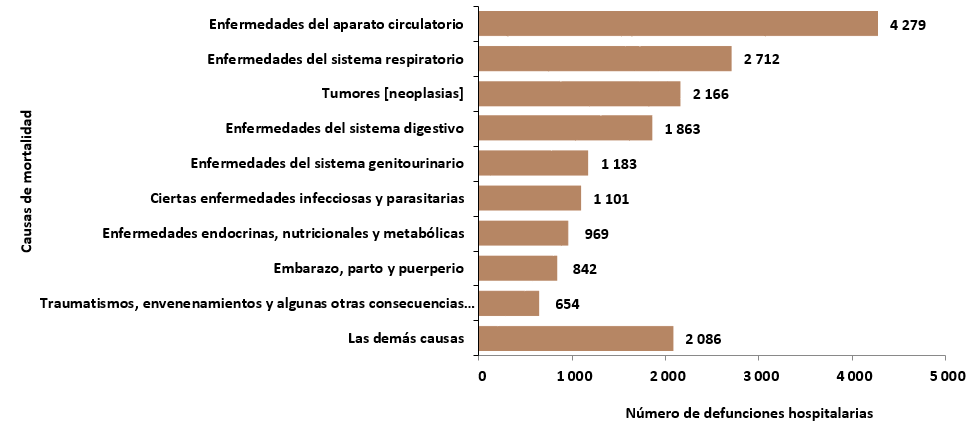 Enfermedades del aparato circulatorio 4 279
Enfermedades del sistema respiratorio 2 712
Tumores [neoplasias] 2 166
Enfermedades del sistema digestivo 1 863
Enfermedades del sistema genitourinario 1 183
Ciertas enfermedades infecciosas y parasitarias 1 101
Enfermedades endocrinas, nutricionales y metabólicas 969
Embarazo, parto y puerperio 842
Traumatismos, envenenamientos y algunas otras consecuencias... 654
Las demás causas 2 086
Causas de mortalidad
0 1 000 2 000 3 000 4 000 5 000
Número de defunciones hospitalarias